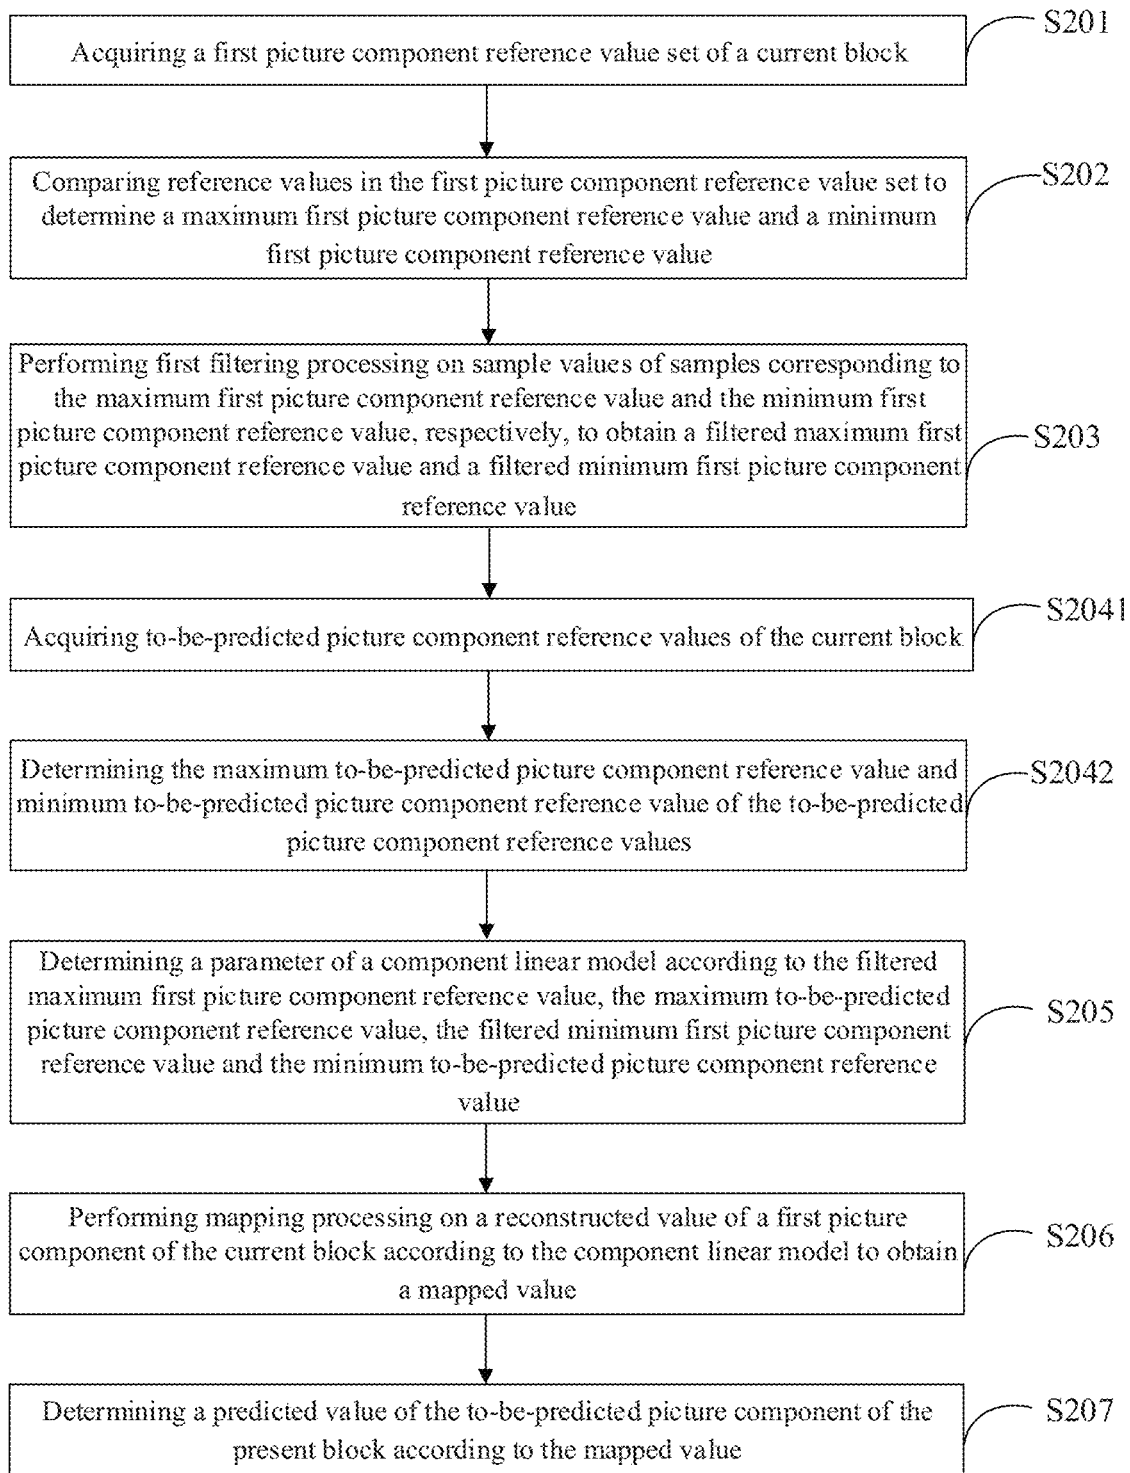 Acquiring a first picture component reference value set of a current block
S201
Comparing reference values in the first picture component reference value set to
determine a maximum first picture component reference value and a minimum
first picture component reference value
S202
Performing first filtering processing on sample values of samples corresponding to
the maximum first picture component reference value and the minimum first
picture component reference value, respectively, to obtain a filtered maximum first
picture component reference value and a filtered minimum first picture component
reference value
S203
Acquiring to-be-predicted picture component reference values of the current block
S2041
Determining the maximum to-be-predicted picture component reference value and
minimum to-be-predicted picture component reference value of the to-be-predicted
picture component reference values
S2042
Determining a parameter of a component linear model according to the filtered
maximum first picture component reference value, the maximum to-be-predicted
picture component reference value, the filtered minimum first picture component
reference value and the minimum to-be-predicted picture component reference
value
S205
Performing mapping processing on a reconstructed value of a first picture
component of the current block according to the component linear model to obtain
a mapped value
S206
Determining a predicted value of the to-be-predicted picture component of the
present block according to the mapped value
S207